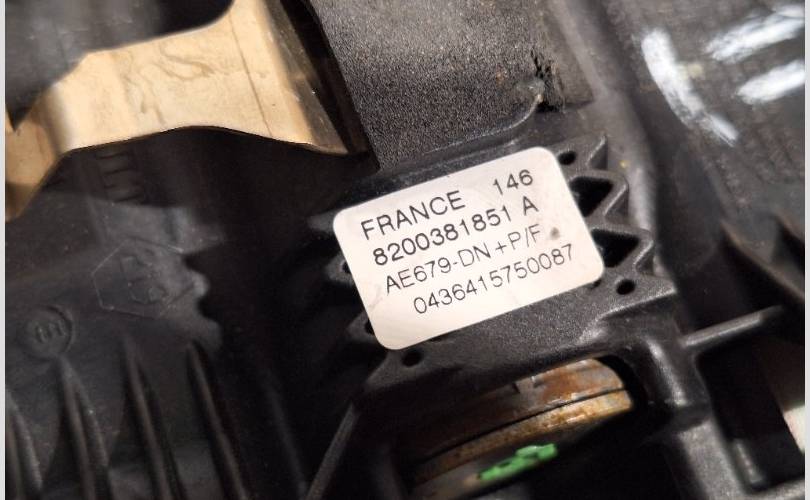 FRANCE 146
8200381851 A
AE679-DN+P/F
0436415750087